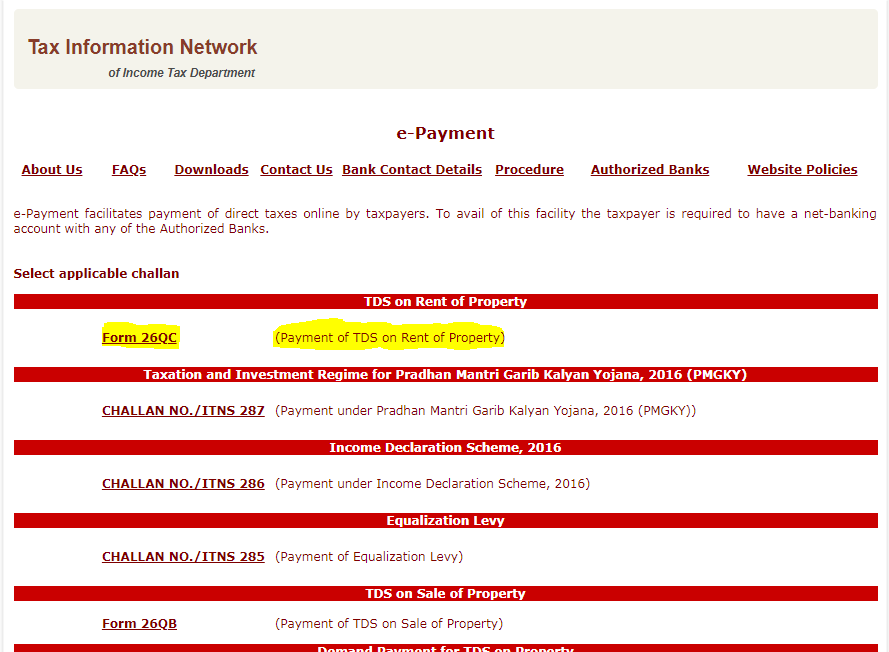 Tax Information Network
of Income Tax Department
e-Payment
About Us FAQs Downloads Contact Us Bank Contact Details Procedure Authorized Banks Website Policies
e-Payment facilitates payment of direct taxes online by taxpayers. To avail of this facility the taxpayer is required to have a net-banking
account with any of the Authorized Banks.
Select applicable challan
TDS on Rent of Property
Form 26QC (Payment of TDS on Rent of Property)
Taxation and Investment Regime for Pradhan Mantri Garib Kalyan Yojana, 2016 (PMGKY)
CHALLAN NO./ITNS 287 (Payment under Pradhan Mantri Garib Kalyan Yojana, 2016 (PMGKY))
Income Declaration Scheme, 2016
CHALLAN NO./ITNS 286 (Payment under Income Declaration Scheme, 2016)
Equalization Levy
CHALLAN NO./ITNS 285 (Payment of Equalization Levy)
TDS on Sale of Property
Form 26QB (Payment of TDS on Sale of Property)
Demand Payment for TDS on Property